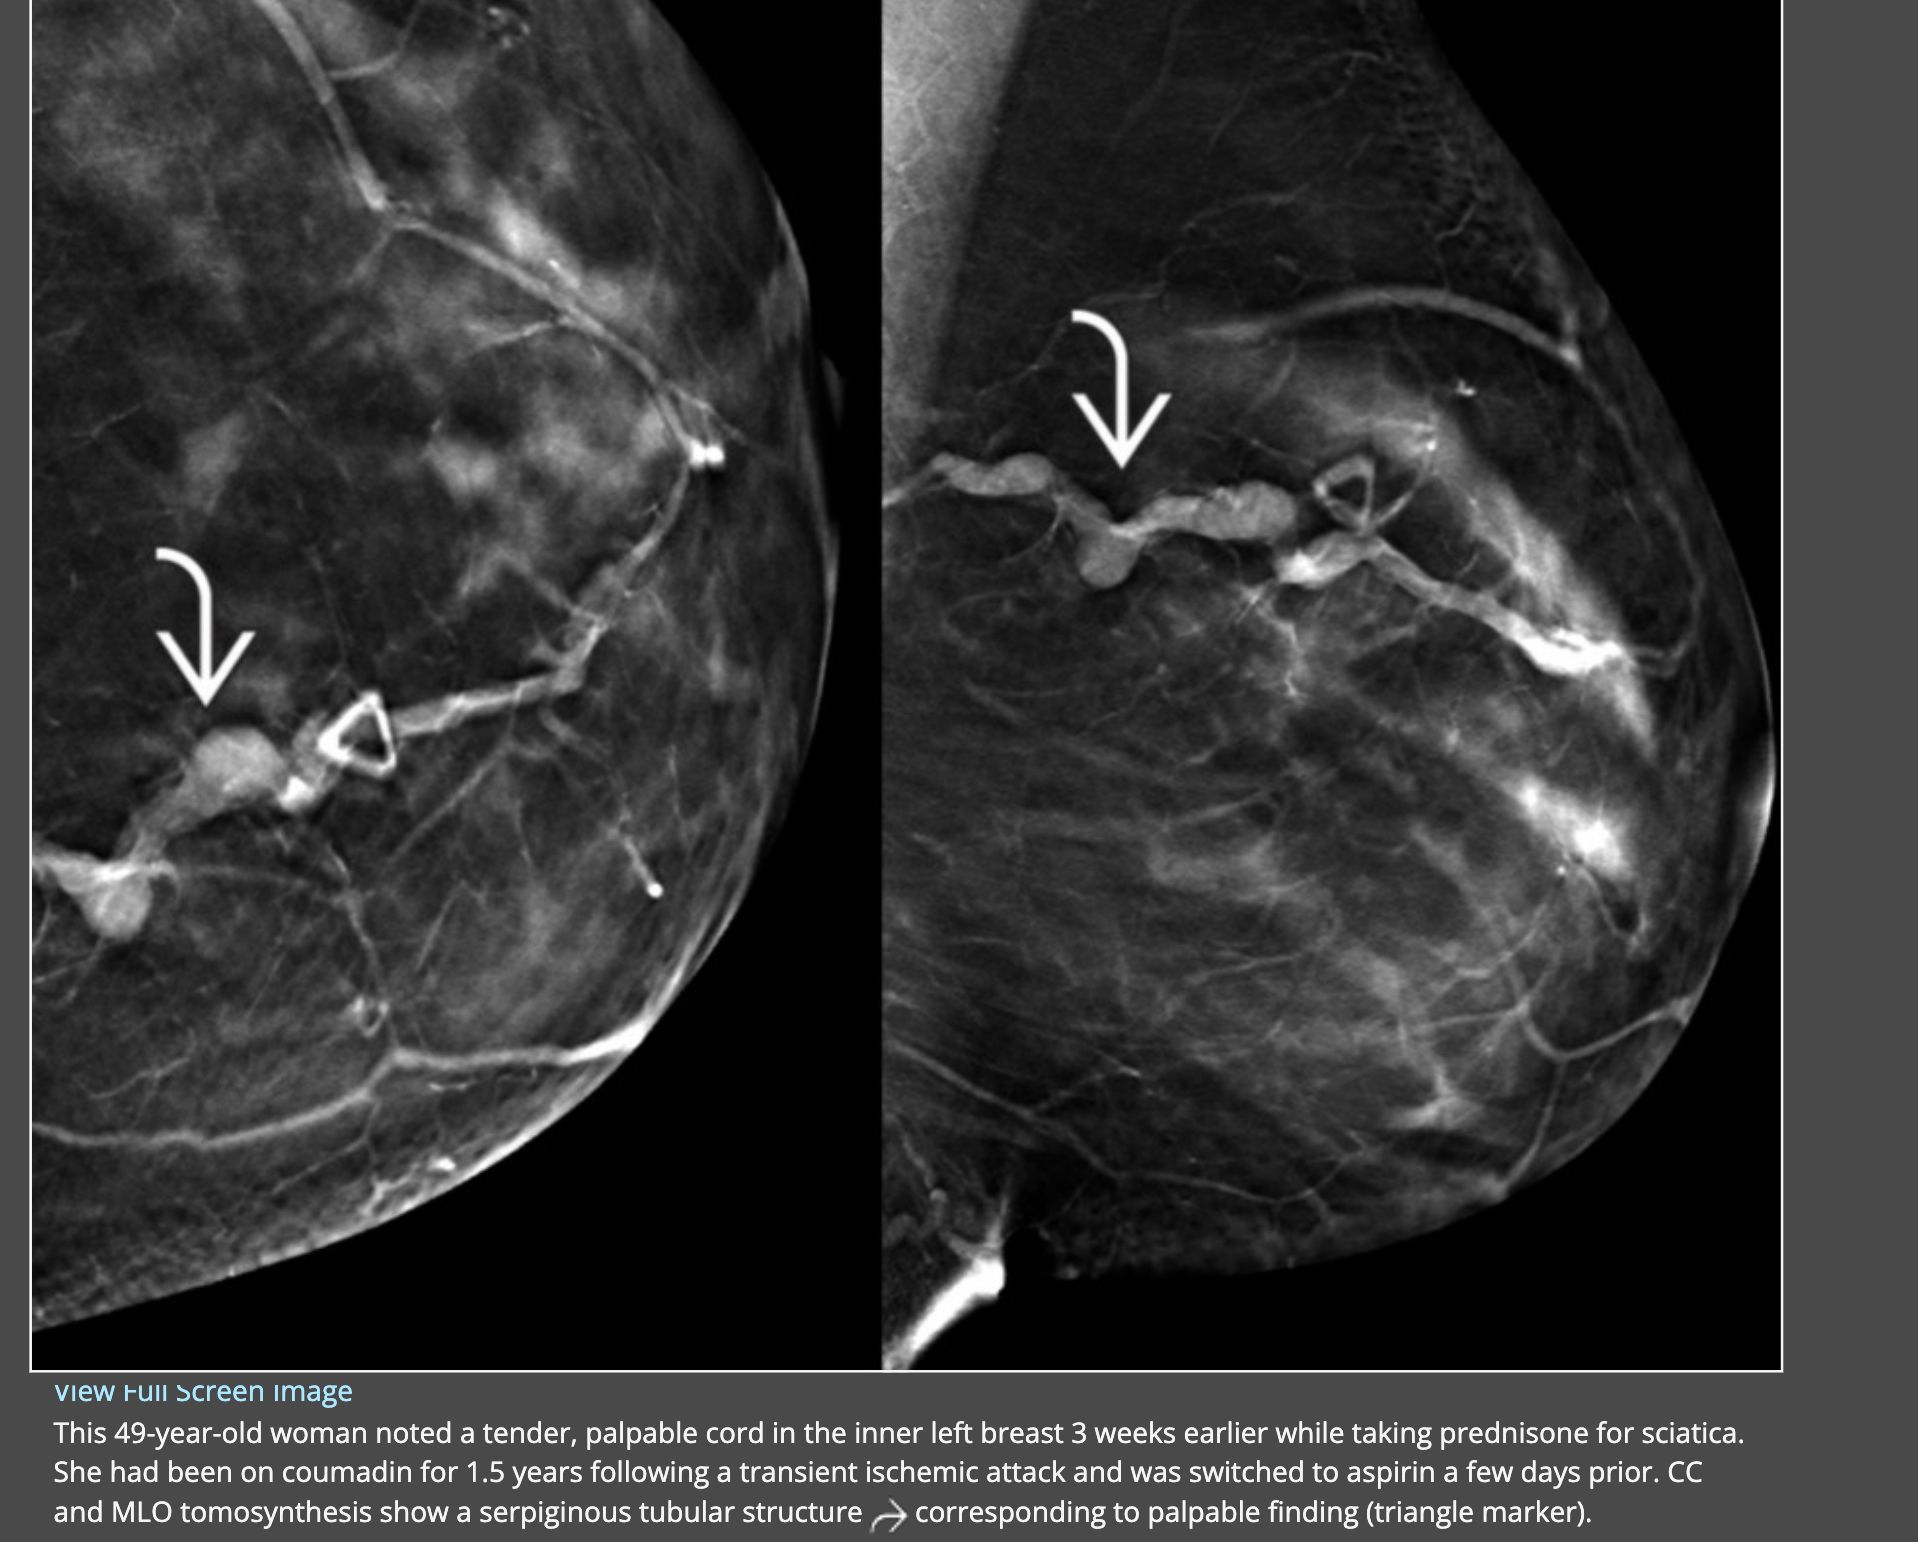 View Full Screen Image
This 49-year-old woman noted a tender, palpable cord in the inner left breast 3 weeks earlier while taking prednisone for sciatica.
She had been on coumadin for 1.5 years following a transient ischemic attack and was switched to aspirin a few days prior. CC
and MLO tomosynthesis show a serpiginous tubular structure corresponding to palpable finding (triangle marker).